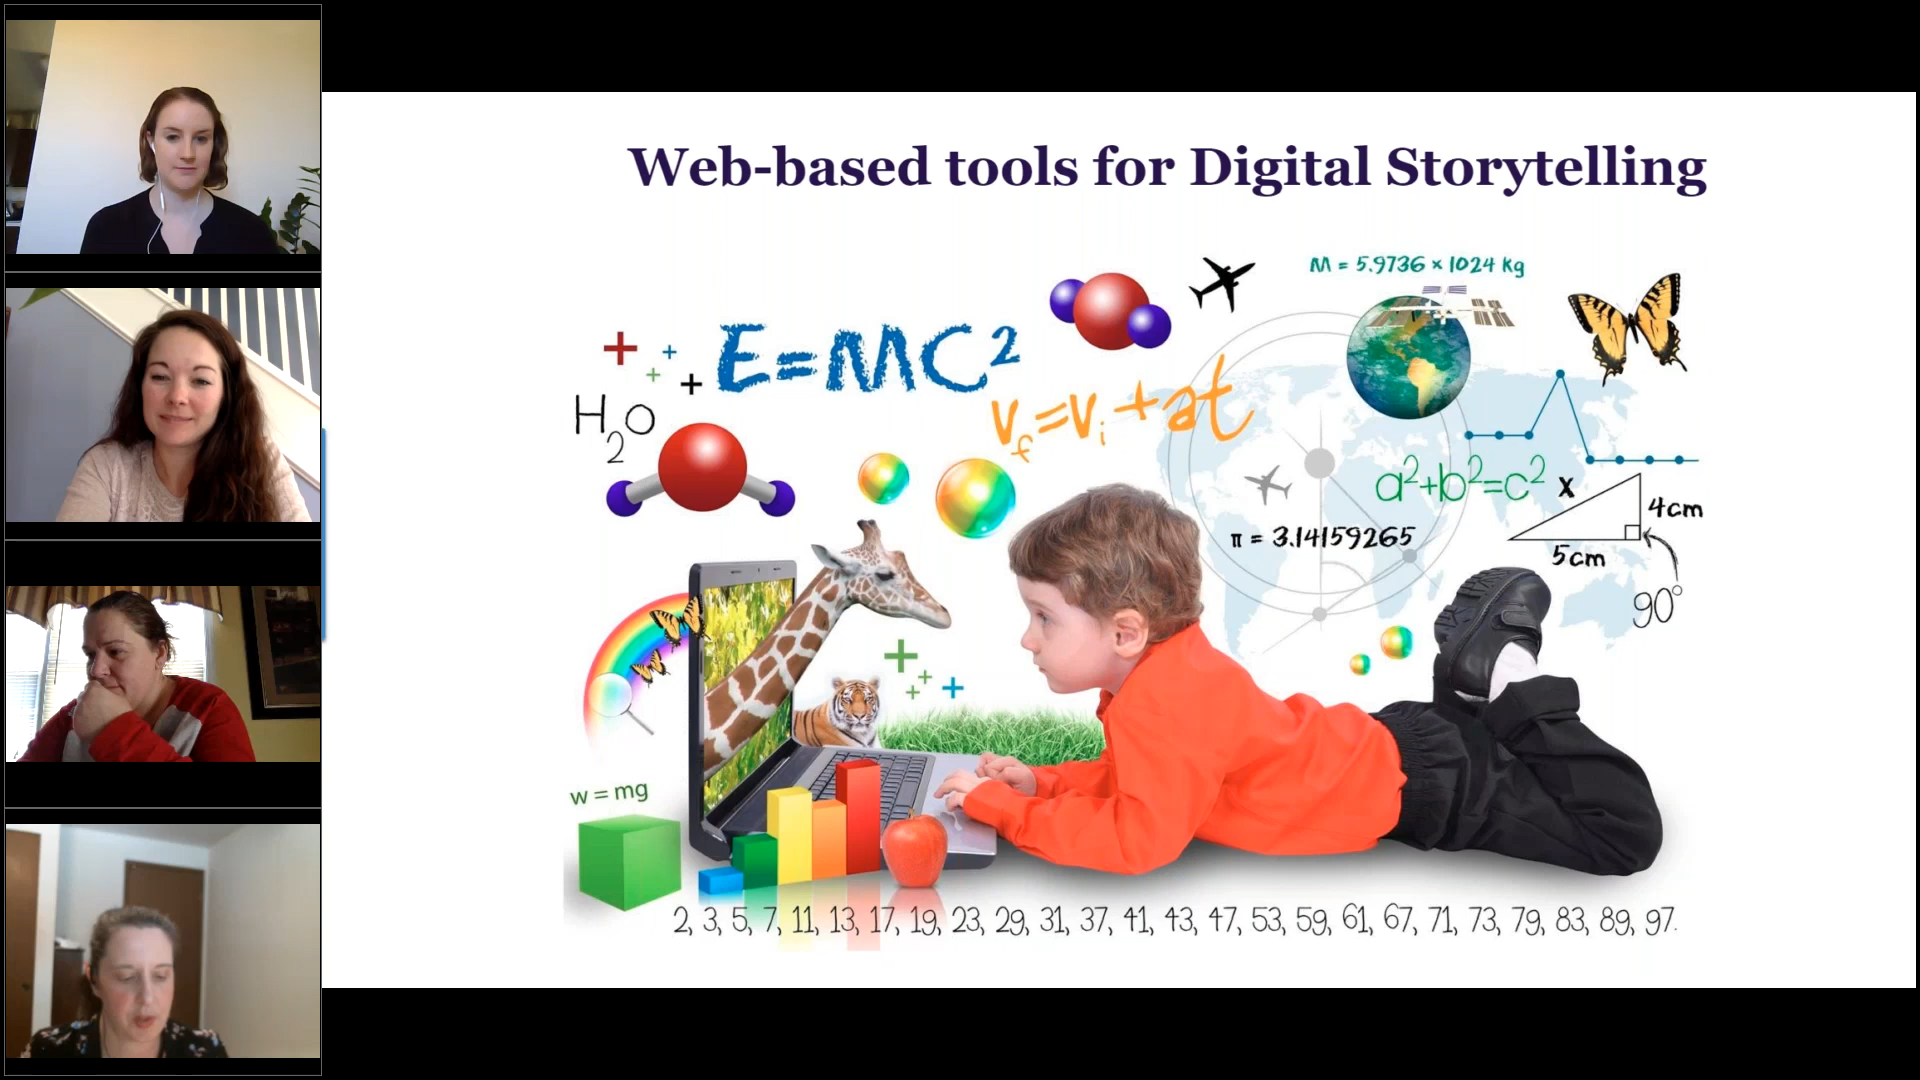 Web-based tools for Digital Storytelling
M = 5.9736 × 1024 kg
E=MC²
H₂O
v_f=v_i+at
a²+b²=c²
x
4cm
π = 3.14159265
5cm
90°
w = mg
2, 3, 5, 7, 11, 13, 17, 19, 23, 29, 31, 37, 41, 43, 47, 53, 59, 61, 67, 71, 73, 79, 83, 89, 97.